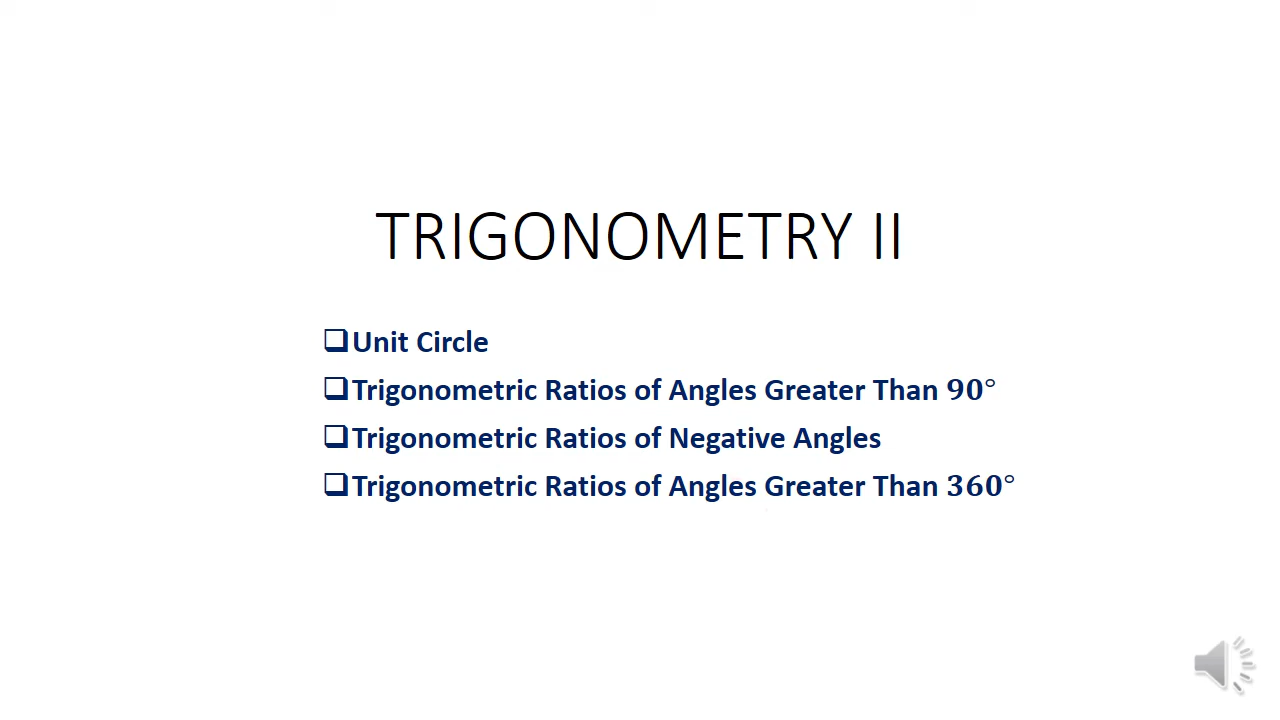 TRIGONOMETRY II
❑Unit Circle
❑Trigonometric Ratios of Angles Greater Than 90°
❑Trigonometric Ratios of Negative Angles
❑Trigonometric Ratios of Angles Greater Than 360°